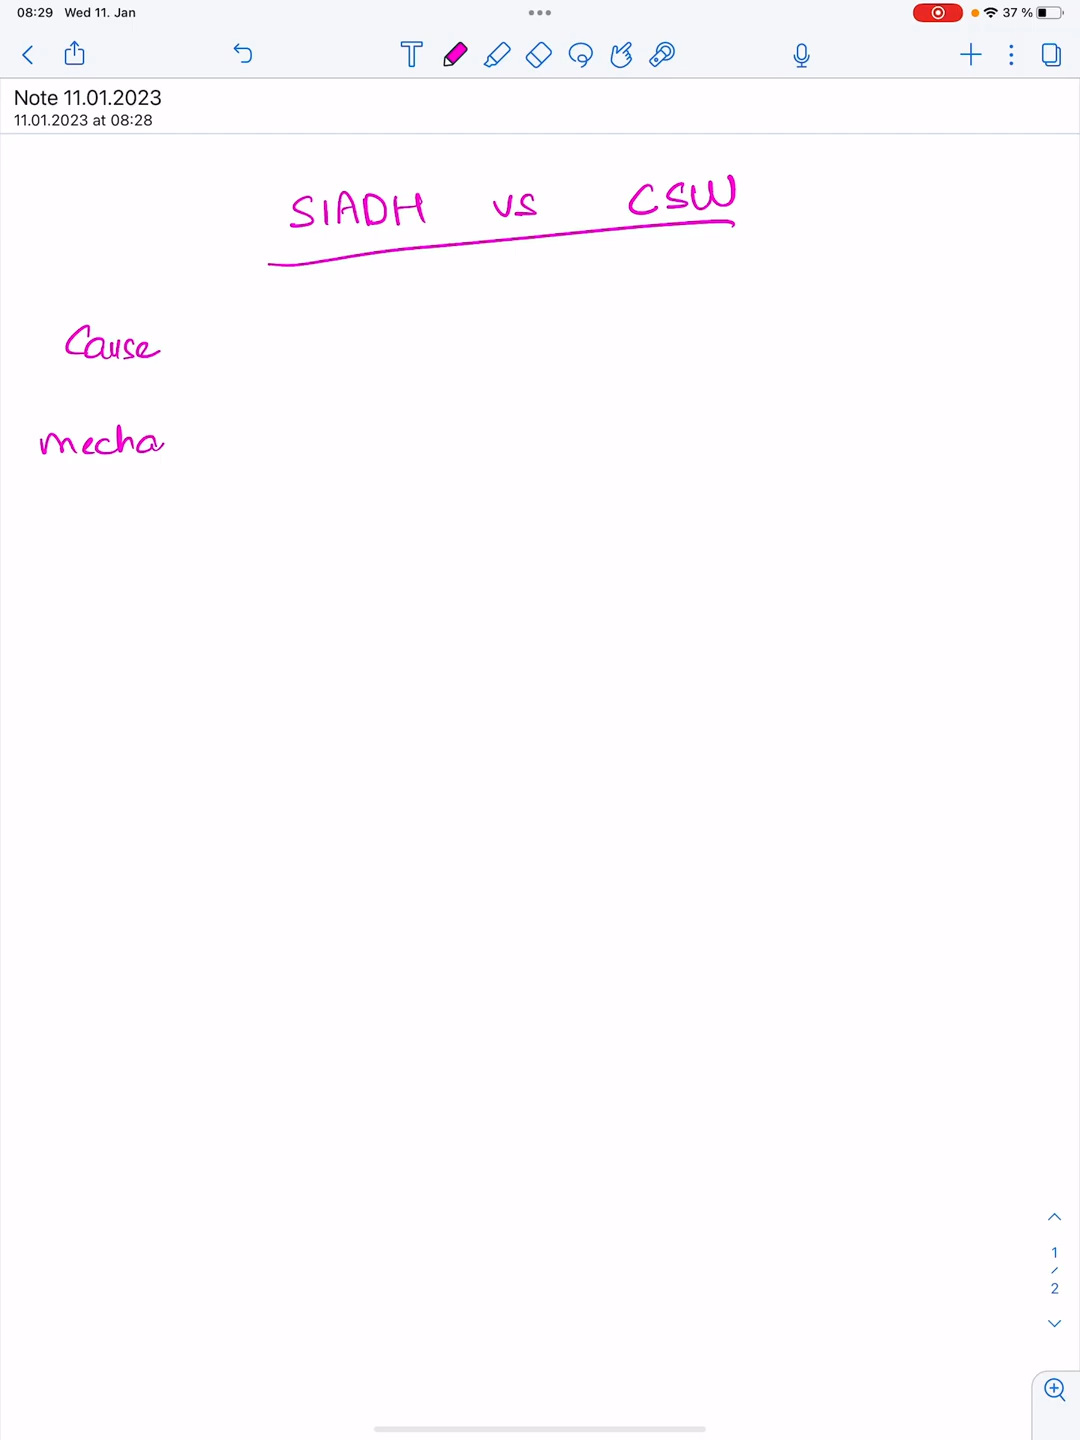 08:29 Wed 11. Jan 37 %
Note 11.01.2023
11.01.2023 at 08:28
SIADH vs CSW
Cause
mecha
1
/
2